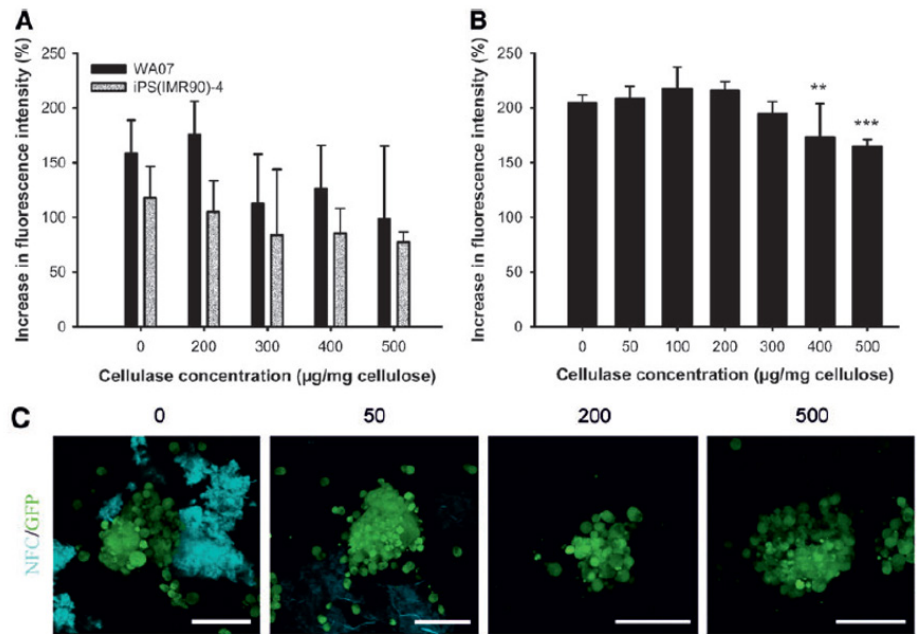 A
Increase in fluorescence intensity (%)
250
200
150
100
50
0
WA07
iPS(IMR90)-4
0 200 300 400 500
Cellulase concentration (µg/mg cellulose)
B
Increase in fluorescence intensity (%)
250
200
150
100
50
0
**
***
0 50 100 200 300 400 500
Cellulase concentration (µg/mg cellulose)
C
0 50 200 500
NFC/GFP